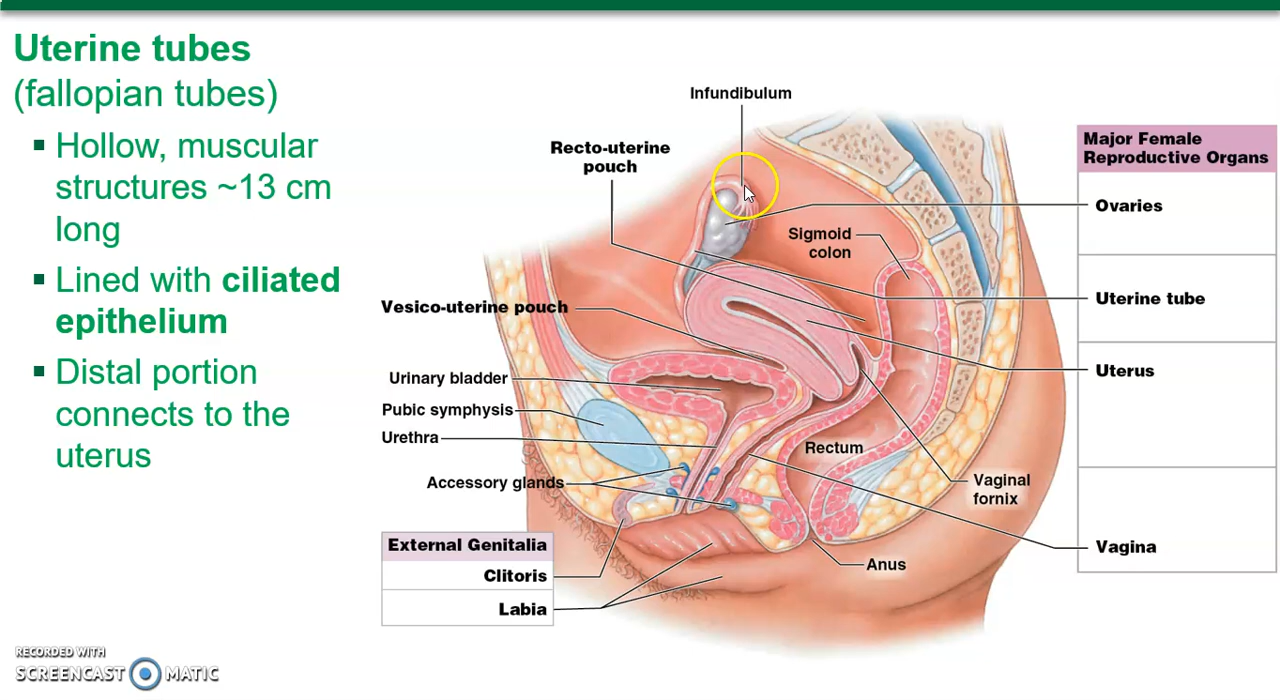 Uterine tubes
(fallopian tubes)
▪ Hollow, muscular
structures ~13 cm
long
▪ Lined with ciliated
epithelium
▪ Distal portion
connects to the
uterus
Infundibulum
Recto-uterine
pouch
Sigmoid
colon
Vesico-uterine pouch
Urinary bladder
Pubic symphysis
Urethra
Accessory glands
Rectum
Vaginal
fornix
Anus
External Genitalia
Clitoris
Labia
Major Female
Reproductive Organs
Ovaries
Uterine tube
Uterus
Vagina
RECORDED WITH
SCREENCAST MATIC